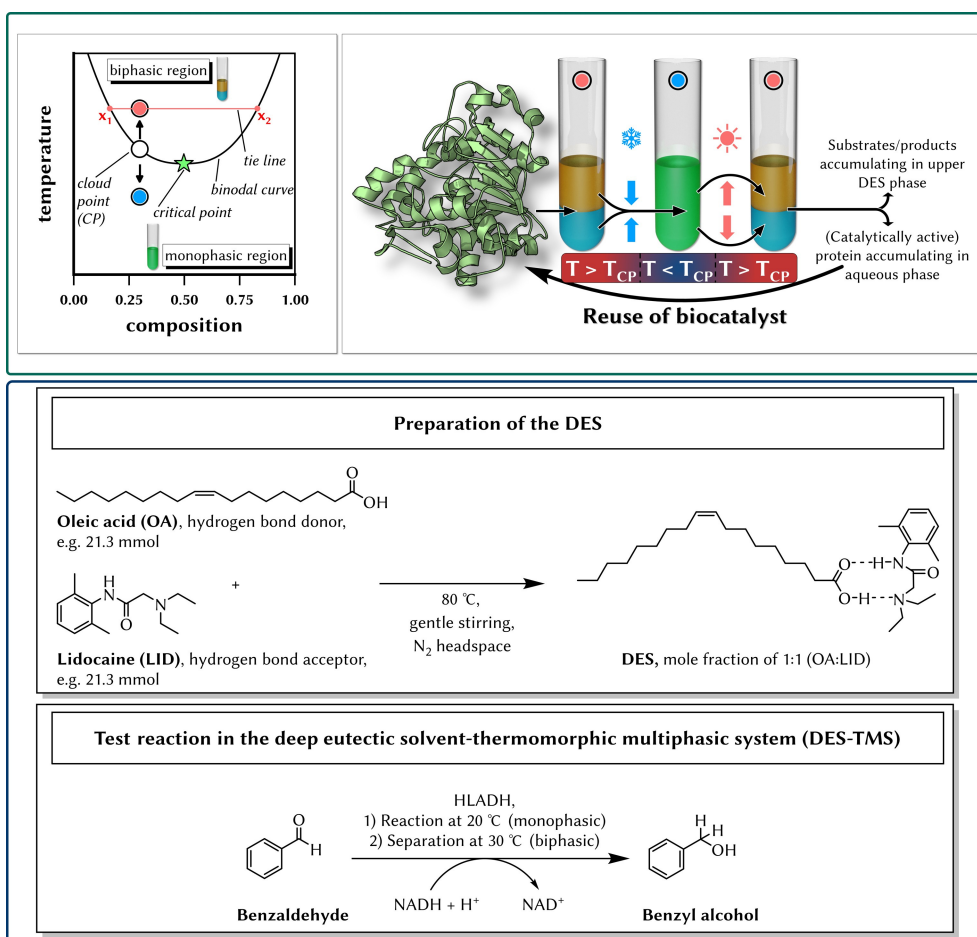 temperature
biphasic region
x1
x2
tie line
cloud
point
(CP)
binodal curve
critical point
monophasic region
0.00
0.25
0.50
0.75
1.00
composition
Substrates/products
accumulating in upper
DES phase
(Catalytically active)
protein accumulating in
aqueous phase
T > TCP
T < TCP
T > TCP
Reuse of biocatalyst
Preparation of the DES
O
OH
Oleic acid (OA), hydrogen bond donor,
e.g. 21.3 mmol
+
H
N
O
N
Lidocaine (LID), hydrogen bond acceptor,
e.g. 21.3 mmol
80 ℃,
gentle stirring,
N2 headspace
O---H-N
O
O-H---N
DES, mole fraction of 1:1 (OA:LID)
Test reaction in the deep eutectic solvent-thermomorphic multiphasic system (DES-TMS)
O
H
Benzaldehyde
HLADH,
1) Reaction at 20 ℃ (monophasic)
2) Separation at 30 ℃ (biphasic)
NADH + H+
NAD+
H
H
OH
Benzyl alcohol